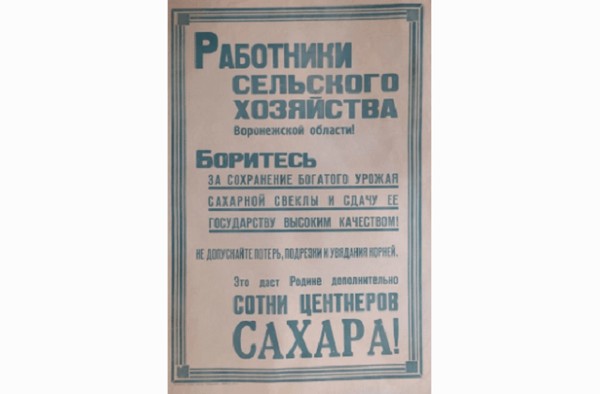 Работники
сельского
хозяйства
Воронежской области!
Боритесь
за сохранение богатого урожая
сахарной свеклы и сдачу ее
государству высоким качеством!
Не допускайте потерь, подрезки и увядания корней.
Это даст Родине дополнительно
сотни центнеров
САХАРА!